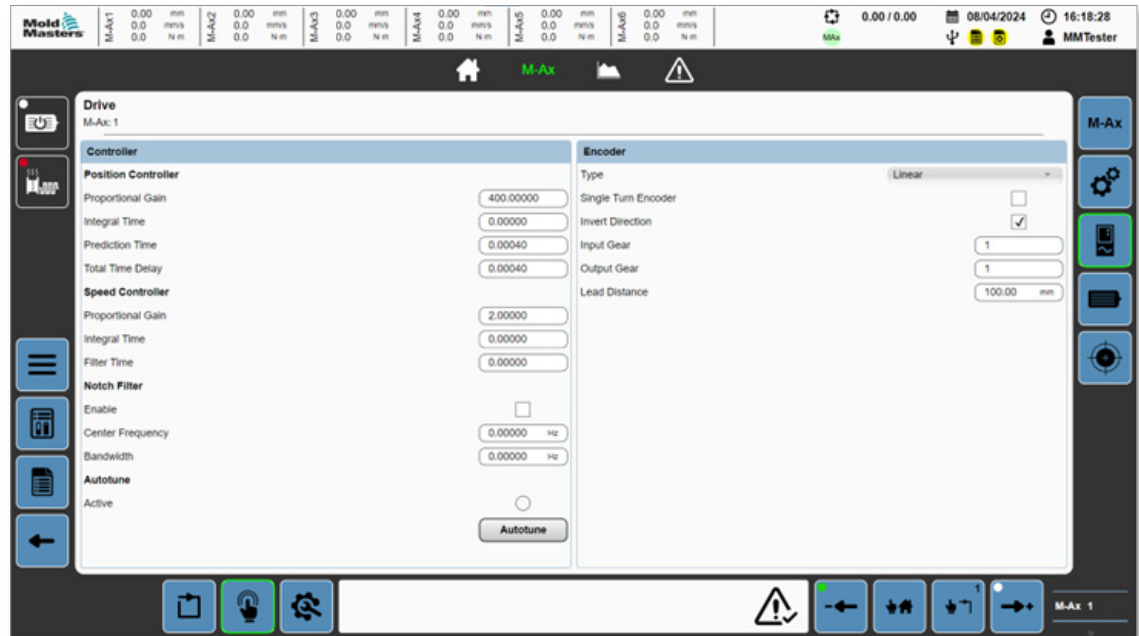 Mold Masters
M-Ax1 0.00 mm 0.0 mm/s 0.0 N·m
M-Ax2 0.00 mm 0.0 mm/s 0.0 N·m
M-Ax3 0.00 mm 0.0 mm/s 0.0 N·m
M-Ax4 0.00 mm 0.0 mm/s 0.0 N·m
M-Ax5 0.00 mm 0.0 mm/s 0.0 N·m
M-Ax6 0.00 mm 0.0 mm/s 0.0 N·m
0.00 / 0.00
MAx
08/04/2024 16:18:28
MMTester
M-Ax
M-Ax
Drive
M-Ax: 1
Controller
Position Controller
Proportional Gain 400.00000
Integral Time 0.00000
Prediction Time 0.00040
Total Time Delay 0.00040
Speed Controller
Proportional Gain 2.00000
Integral Time 0.00000
Filter Time 0.00000
Notch Filter
Enable
Center Frequency 0.00000 Hz
Bandwidth 0.00000 Hz
Autotune
Active
Autotune
Encoder
Type Linear
Single Turn Encoder
Invert Direction
Input Gear 1
Output Gear 1
Lead Distance 100.00 mm
1
M-Ax 1